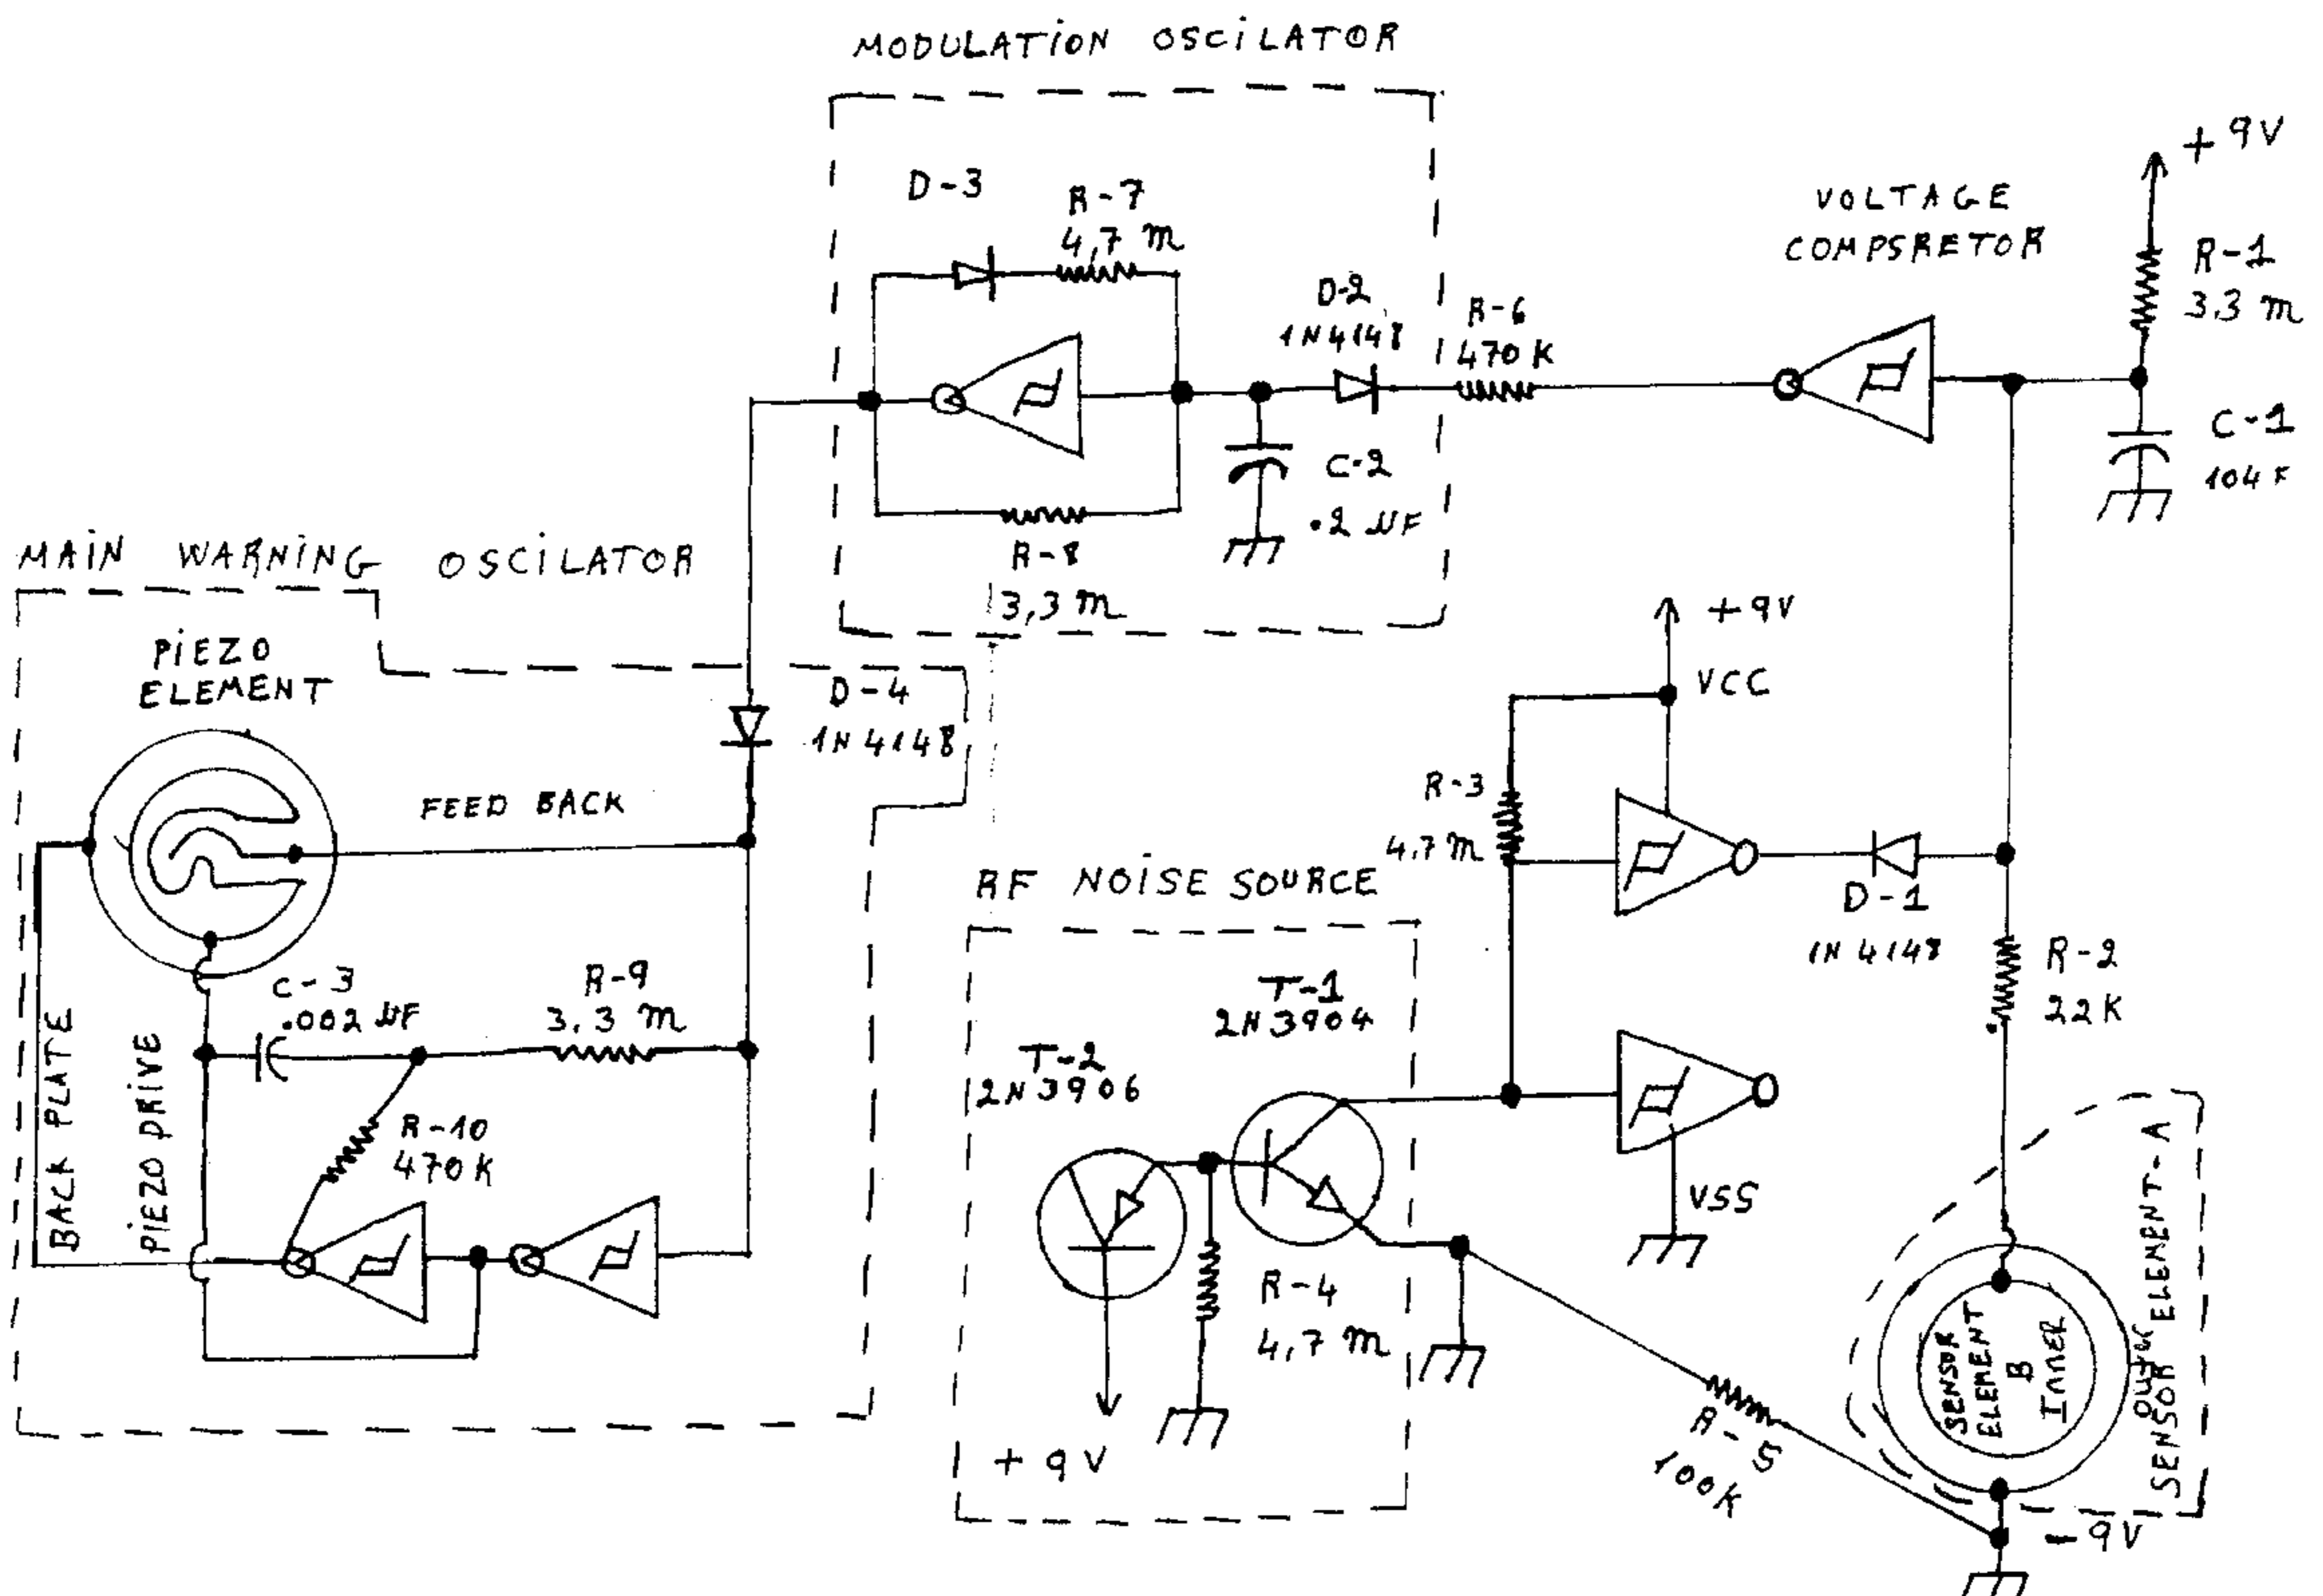 MODULATION OSCILATOR
+9V
VOLTAGE
COMPSRETOR
R-1
3.3 m
D-3
R-7
4,7 m
D-2
1N4148
R-6
470K
C-1
104F
C-2
.2 µF
R-8
3,3 m
MAIN WARNING OSCILATOR
PIEZO
ELEMENT
D-4
1N4148
FEED BACK
+9V
VCC
R-3
4.7 m
D-1
1N4148
R-2
22K
RF NOISE SOURCE
T-1
2N3904
T-2
2N3906
C-3
.002 µF
R-9
3.3 m
R-10
470K
BACK PLATE
PIEZO DRIVE
R-4
4,7 m
+9V
VSS
R-5
100K
SENSOR
ELEMENT
B
INNER
OUTER
SENSOR ELEMENT-A
-9V